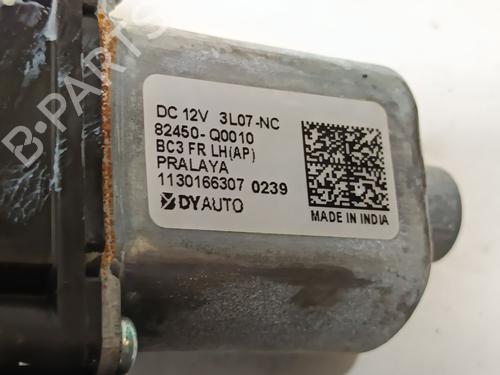 DC 12V 3L07-NC
82450-Q0010
BC3 FR LH(AP)
PRALAYA
1130166307 0239
DYAUTO
MADE IN INDIA
B-PARTS